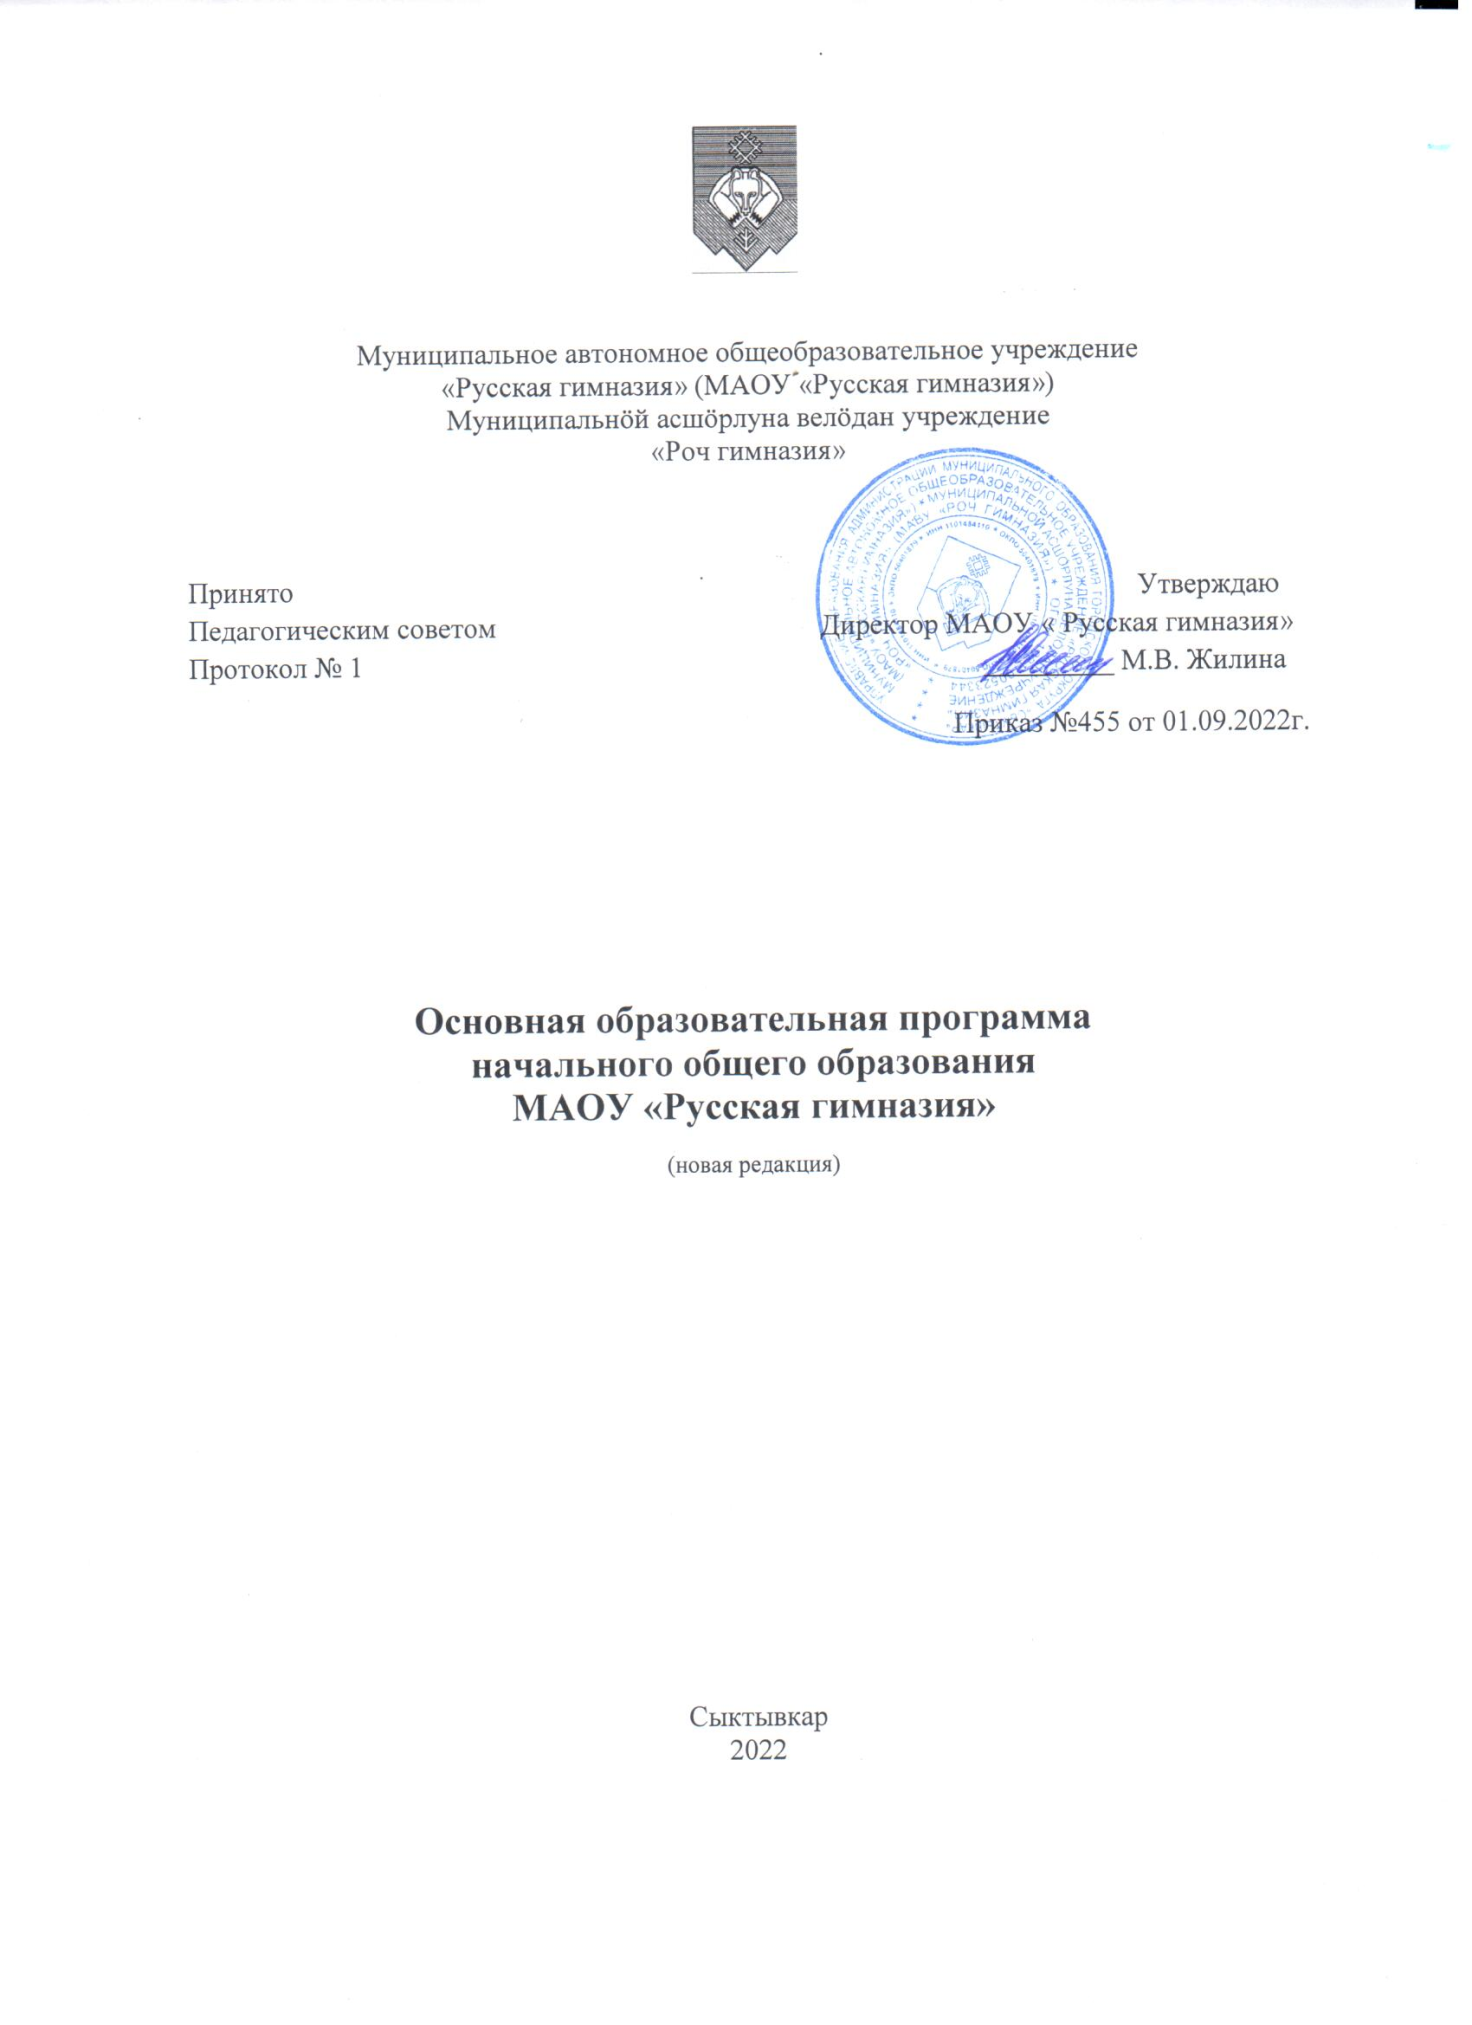 Муниципальное автономное общеобразовательное учреждение
«Русская гимназия» (МАОУ «Русская гимназия»)
Муниципальнӧй асшӧрлуна велӧдан учреждение
«Роч гимназия»
Принято
Педагогическим советом
Протокол № 1
Утверждаю
Директор МАОУ « Русская гимназия»
М.В. Жилина
Приказ №455 от 01.09.2022г.
Основная образовательная программа
начального общего образования
МАОУ «Русская гимназия»
(новая редакция)
Сыктывкар
2022